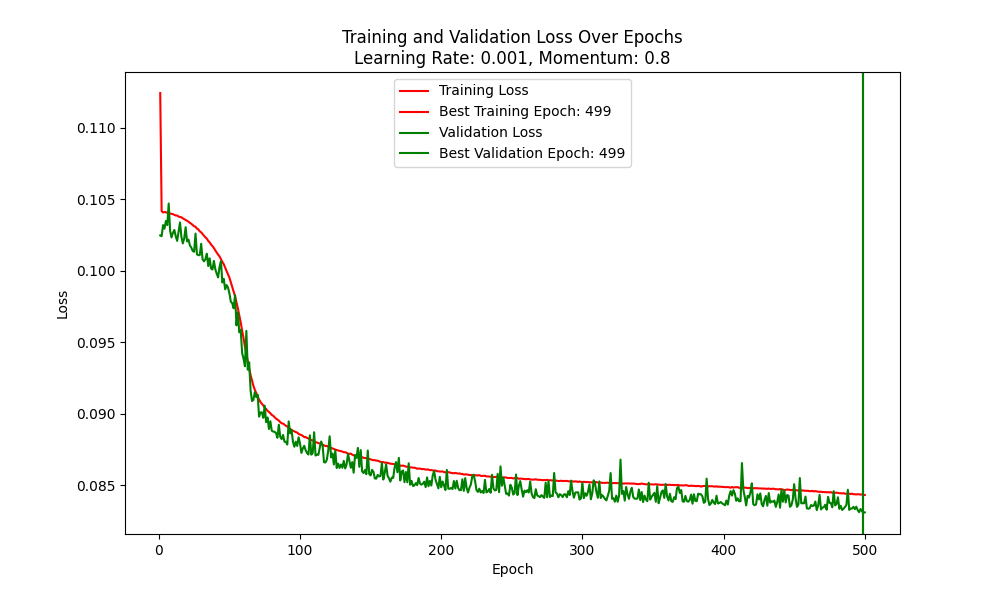 Training and Validation Loss Over Epochs
Learning Rate: 0.001, Momentum: 0.8
Training Loss
Best Training Epoch: 499
Validation Loss
Best Validation Epoch: 499
0.110
0.105
0.100
0.095
0.090
0.085
Loss
0
100
200
300
400
500
Epoch